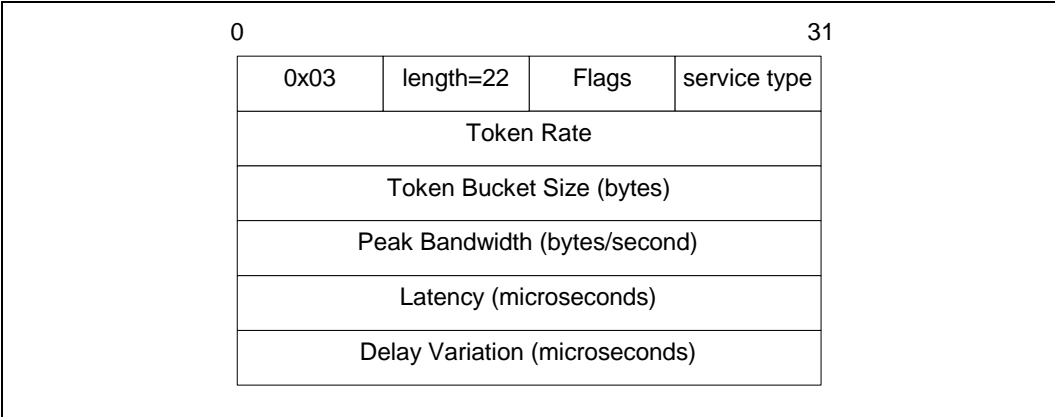 0 31
0x03 length=22 Flags service type
Token Rate
Token Bucket Size (bytes)
Peak Bandwidth (bytes/second)
Latency (microseconds)
Delay Variation (microseconds)